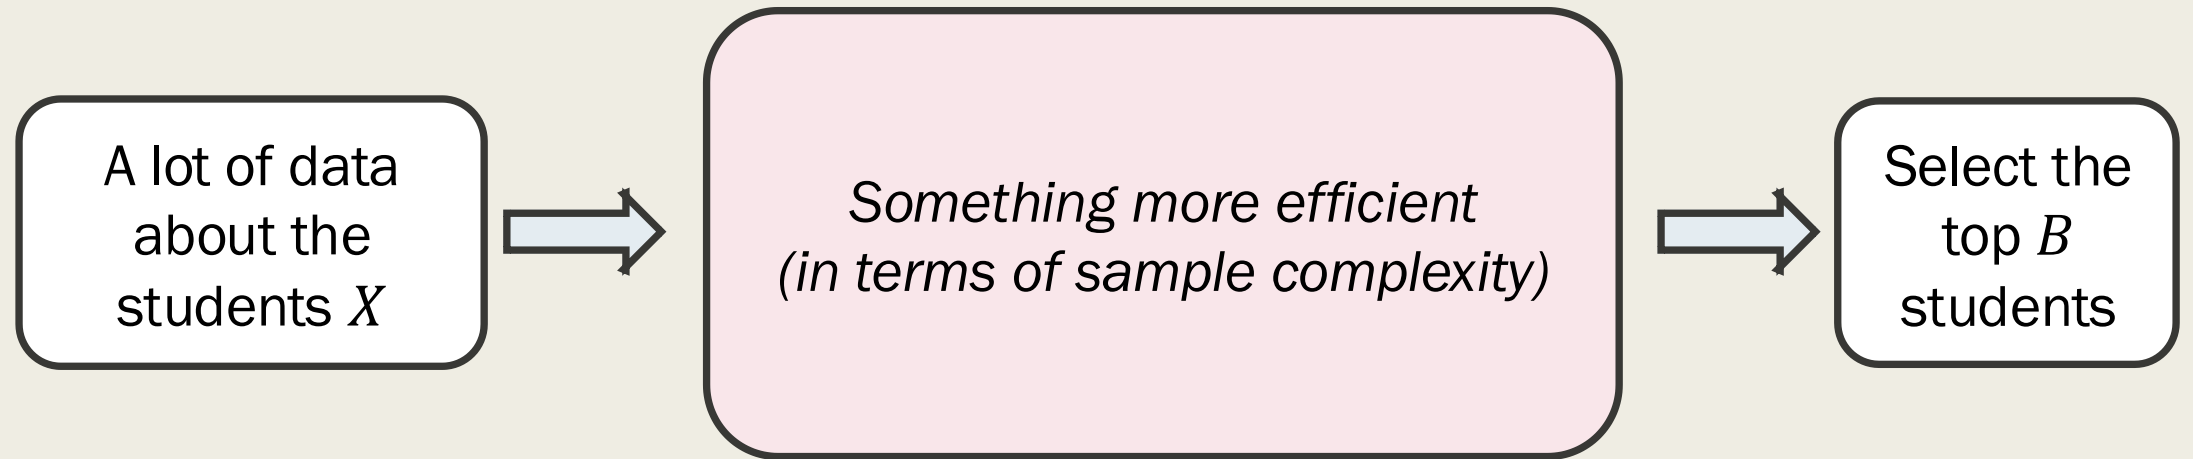 A lot of data
about the
students X
Something more efficient
(in terms of sample complexity)
Select the
top B
students